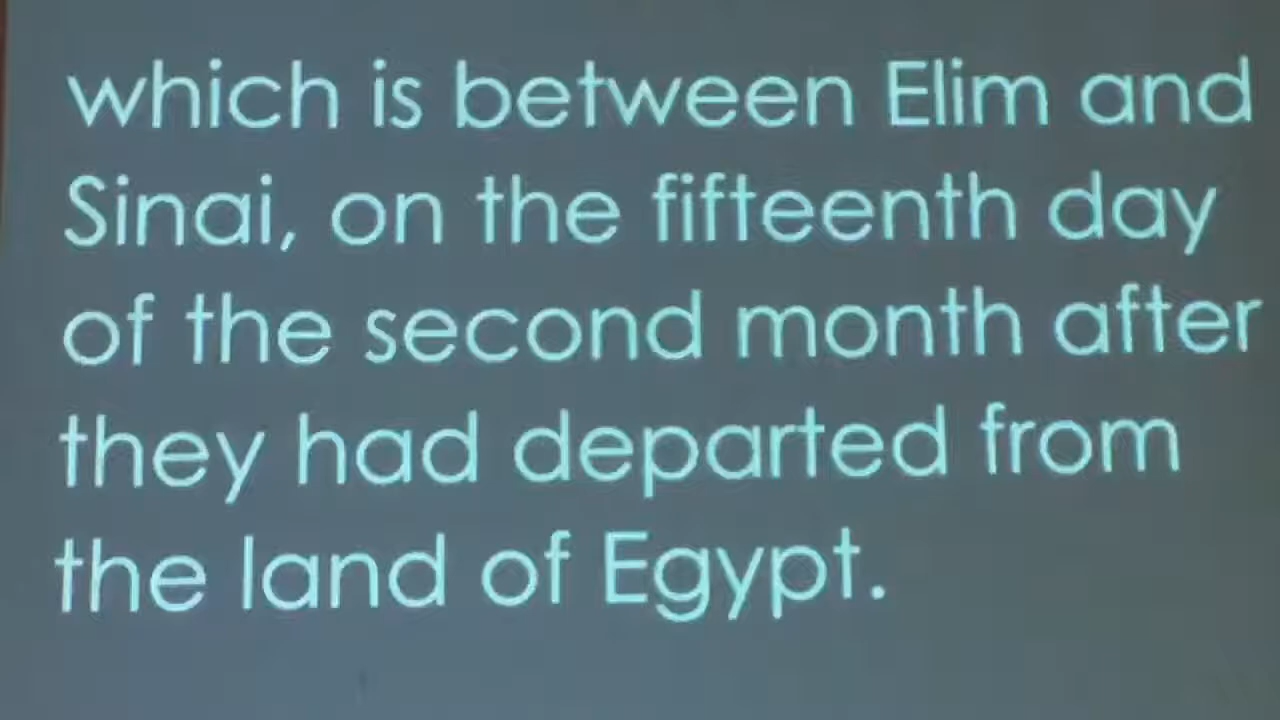 which is between Elim and
Sinai, on the fifteenth day
of the second month after
they had departed from
the land of Egypt.